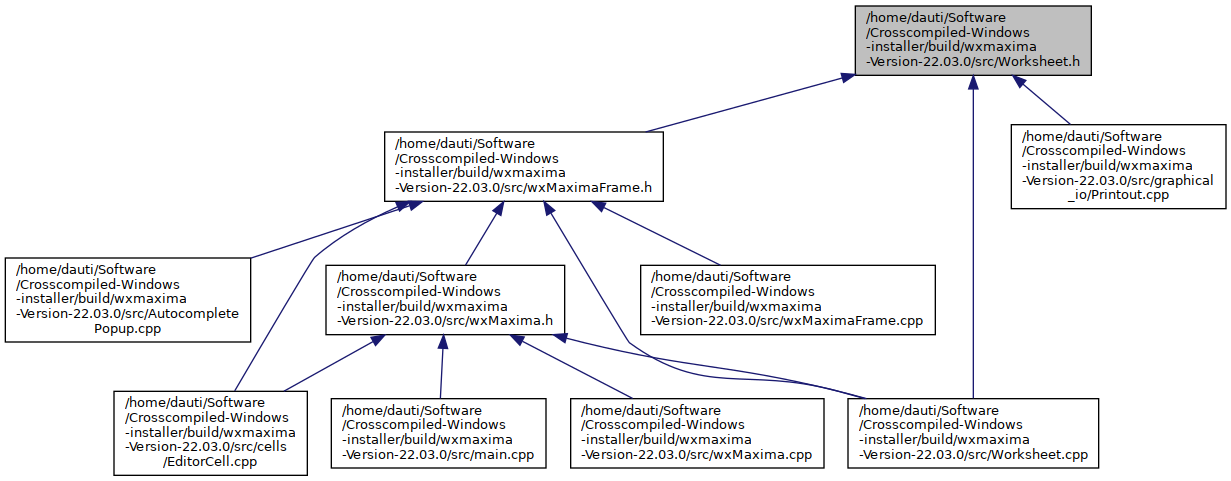 /home/dauti/Software
/Crosscompiled-Windows
-installer/build/wxmaxima
-Version-22.03.0/src/Worksheet.h
/home/dauti/Software
/Crosscompiled-Windows
-installer/build/wxmaxima
-Version-22.03.0/src/wxMaximaFrame.h
/home/dauti/Software
/Crosscompiled-Windows
-installer/build/wxmaxima
-Version-22.03.0/src/graphical
_io/Printout.cpp
/home/dauti/Software
/Crosscompiled-Windows
-installer/build/wxmaxima
-Version-22.03.0/src/Autocomplete
Popup.cpp
/home/dauti/Software
/Crosscompiled-Windows
-installer/build/wxmaxima
-Version-22.03.0/src/wxMaxima.h
/home/dauti/Software
/Crosscompiled-Windows
-installer/build/wxmaxima
-Version-22.03.0/src/wxMaximaFrame.cpp
/home/dauti/Software
/Crosscompiled-Windows
-installer/build/wxmaxima
-Version-22.03.0/src/cells
/EditorCell.cpp
/home/dauti/Software
/Crosscompiled-Windows
-installer/build/wxmaxima
-Version-22.03.0/src/main.cpp
/home/dauti/Software
/Crosscompiled-Windows
-installer/build/wxmaxima
-Version-22.03.0/src/wxMaxima.cpp
/home/dauti/Software
/Crosscompiled-Windows
-installer/build/wxmaxima
-Version-22.03.0/src/Worksheet.cpp